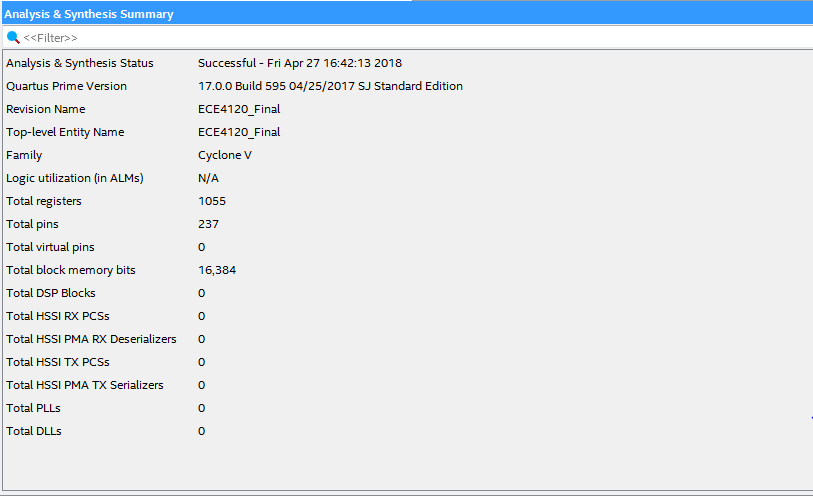 Analysis & Synthesis Summary
<<Filter>>
Analysis & Synthesis Status Successful - Fri Apr 27 16:42:13 2018
Quartus Prime Version 17.0.0 Build 595 04/25/2017 SJ Standard Edition
Revision Name ECE4120_Final
Top-level Entity Name ECE4120_Final
Family Cyclone V
Logic utilization (in ALMs) N/A
Total registers 1055
Total pins 237
Total virtual pins 0
Total block memory bits 16,384
Total DSP Blocks 0
Total HSSI RX PCSs 0
Total HSSI PMA RX Deserializers 0
Total HSSI TX PCSs 0
Total HSSI PMA TX Serializers 0
Total PLLs 0
Total DLLs 0